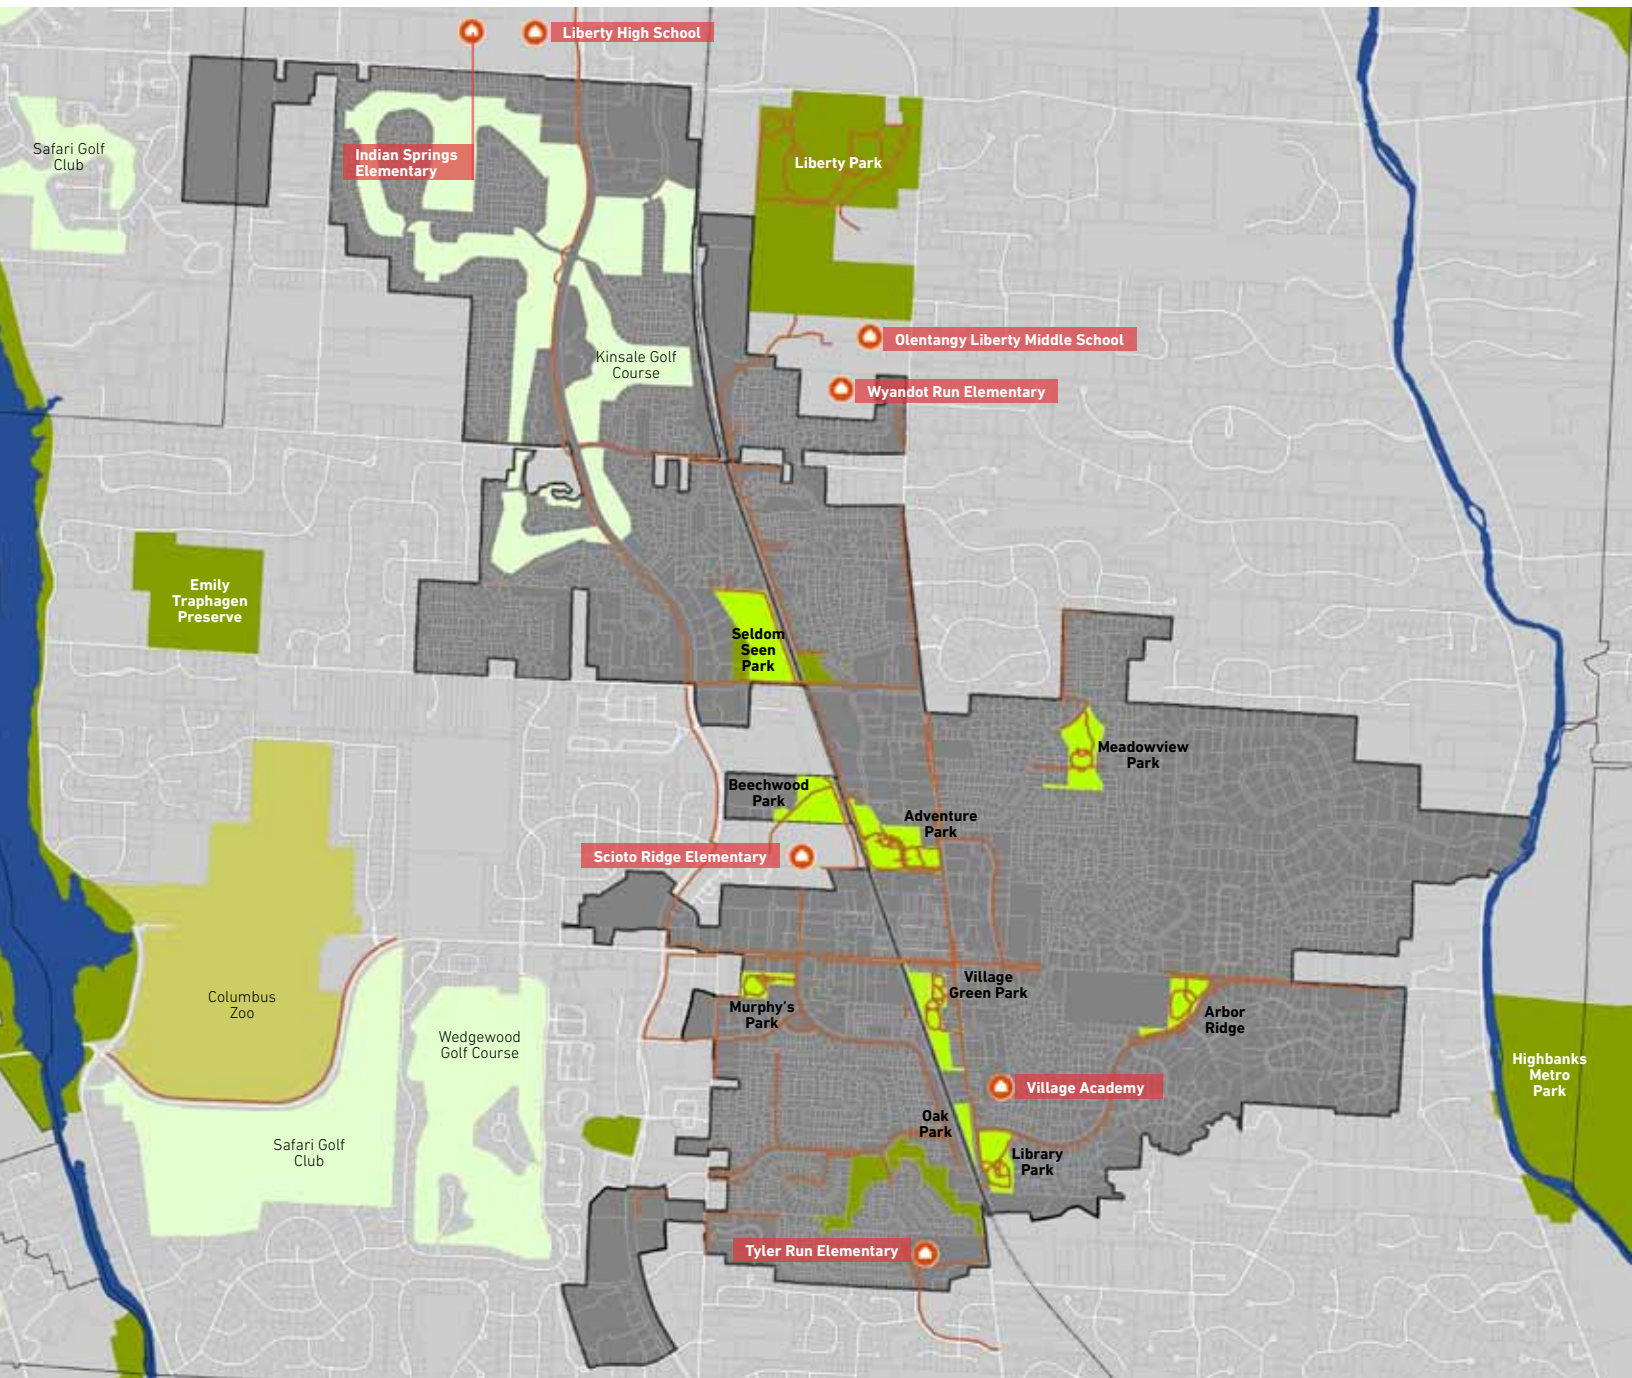 Liberty High School
Safari Golf
Club
Indian Springs
Elementary
Liberty Park
Olentangy Liberty Middle School
Kinsale Golf
Course
Wyandot Run Elementary
Emily
Traphagen
Preserve
Seldom
Seen
Park
Meadowview
Park
Beechwood
Park
Adventure
Park
Scioto Ridge Elementary
Columbus
Zoo
Wedgewood
Golf Course
Murphy's
Park
Village
Green Park
Arbor
Ridge
Highbanks
Metro
Park
Village Academy
Oak
Park
Safari Golf
Club
Library
Park
Tyler Run Elementary